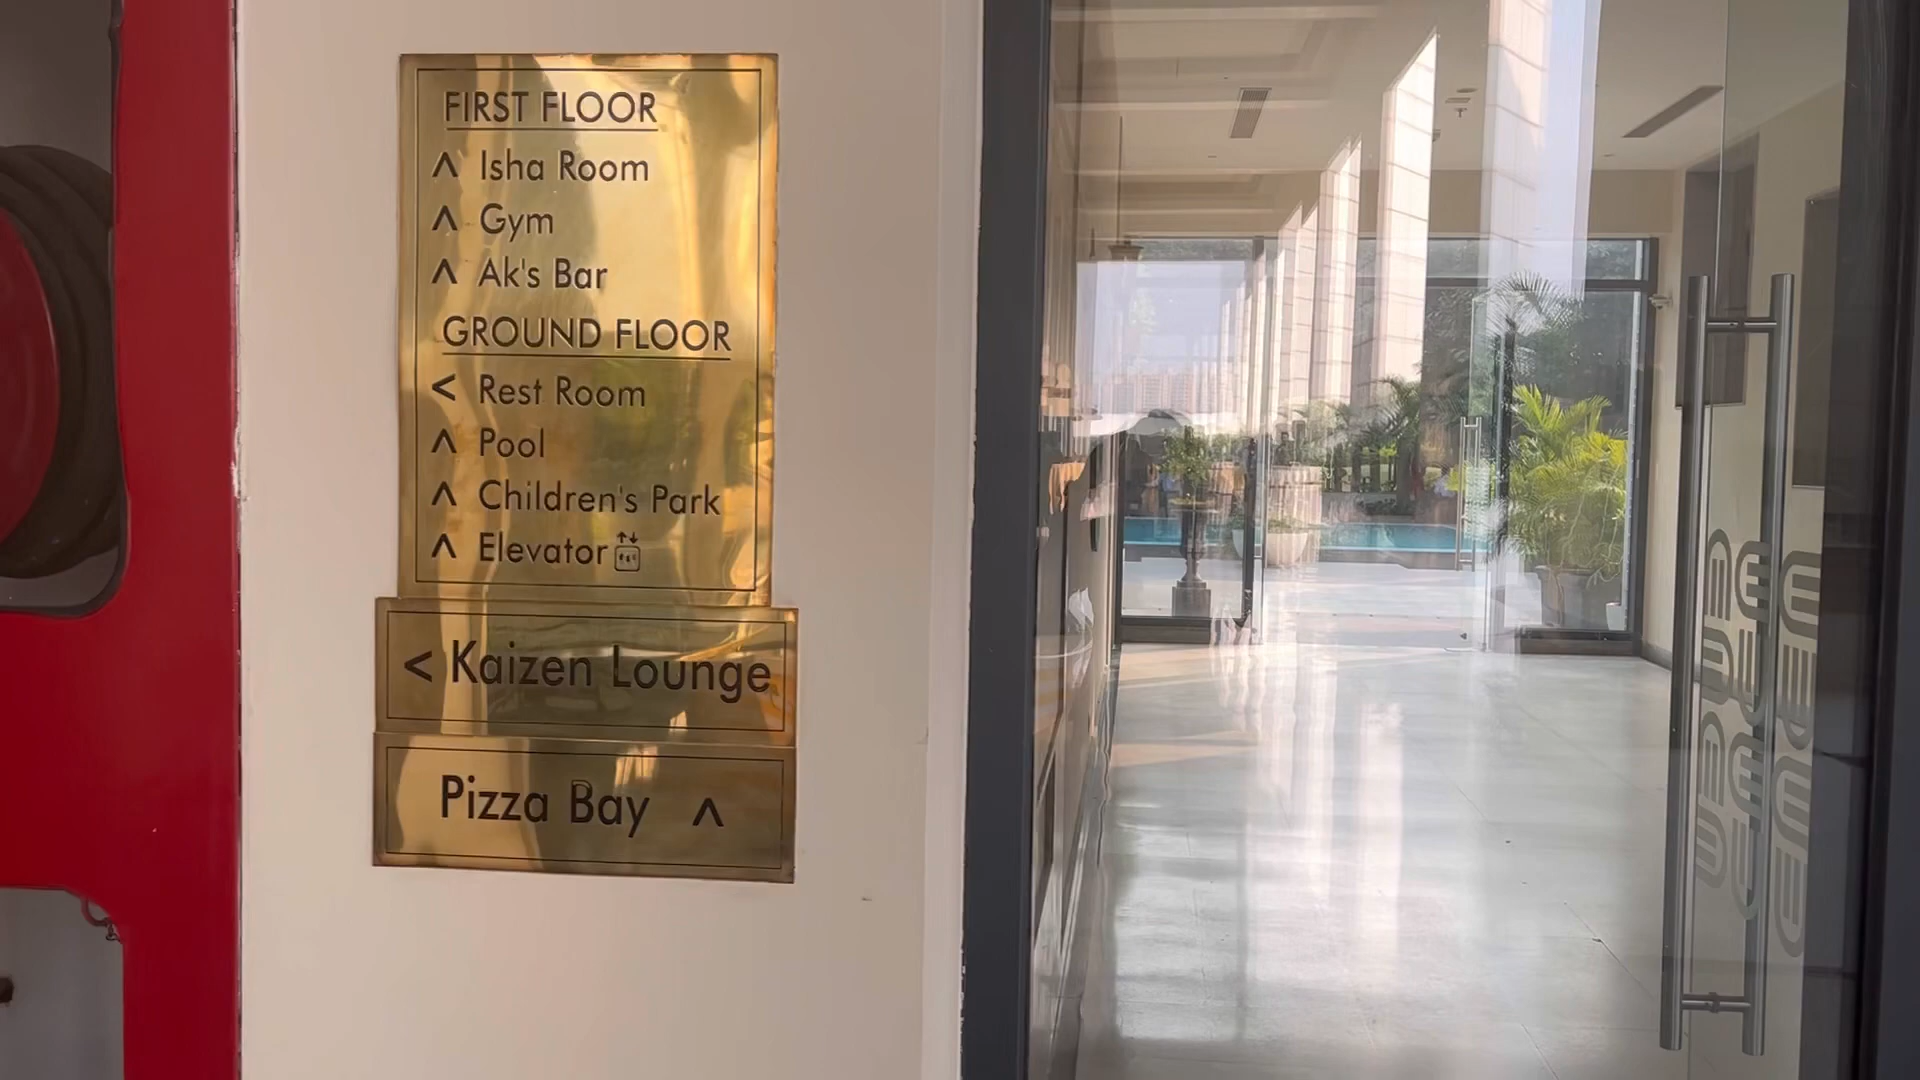 FIRST FLOOR
^ Isha Room
^ Gym
^ Ak's Bar
GROUND FLOOR
< Rest Room
^ Pool
^ Children's Park
^ Elevator
< Kaizen Lounge
Pizza Bay ^